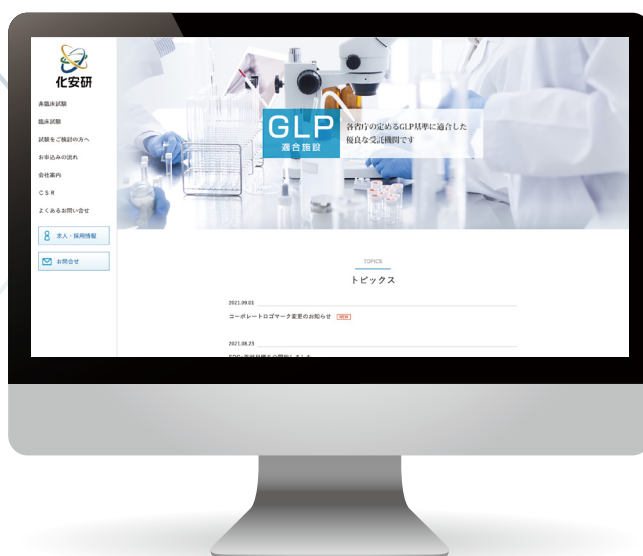 化安研
非臨床試験
臨床試験
試験をご検討の方へ
お申込みの流れ
会社案内
CSR
よくあるお問い合せ
求人・採用情報
お問合せ
GLP
適合施設
各省庁の定めるGLP基準に適合した
優良な受託機関です
TOPICS
トピックス
2021.09.01
コーポレートロゴマーク変更のお知らせ NEW
2021.08.23